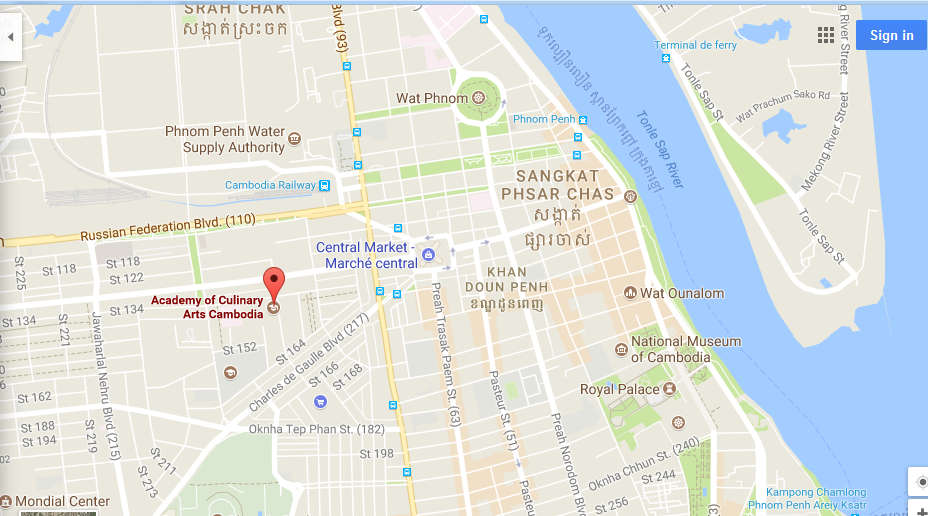 SRAH CHAK
សង្កាត់ស្រះចក
Blvd (93)
Sign in
Terminal de ferry
Wat Phnom
Phnom Penh
Tonle Sap St
Wat Prachum Sako Rd
Mekong River Street
Mekong River Street
Phnom Penh Water
Supply Authority
Tonle Sap River
Cambodia Railway
SANGKAT
PHSAR CHAS
សង្កាត់
ផ្សារចាស់
Russian Federation Blvd. (110)
Tonle Sap St
Central Market -
Marché central
St 225
St 118
St 118
St 122
KHAN
DOUN PENH
ខណ្ឌដូនពេញ
Academy of Culinary
Arts Cambodia
Wat Ounalom
St 134
St 134
St 221
Jawaharlal Nehru Blvd (215)
St 152
St 164
Charles de Gaulle Blvd (217)
St 166
St 168
Preah Trasak Paem St. (63)
National Museum
of Cambodia
Royal Palace
Pasteur St. (51)
Preah Norodom Blvd
St 162
St 188
St 194
St 219
Oknha Tep Phan St. (182)
St 198
St 211
St 213
02
Oknha Chhun St. (240)
St 244
St 256
Pasteu
Mondial Center
Kampong Chamlong
Phnom Penh Areiy Ksatr